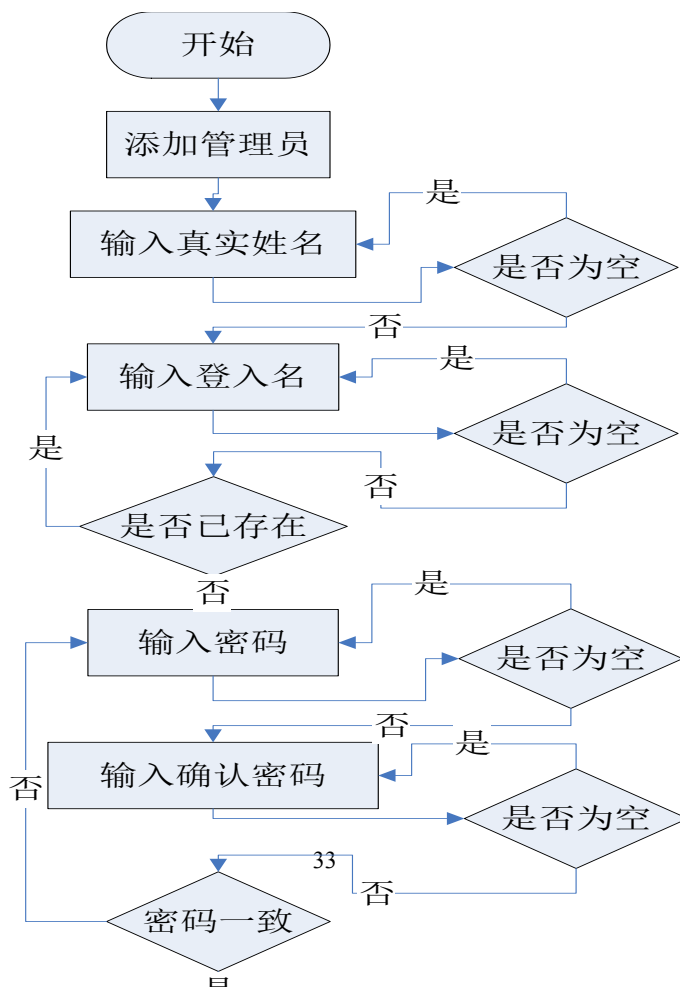 开始
添加管理员
是
输入真实姓名
是否为空
否
输入登入名
是
是否为空
是
否
是否已存在
否
是
输入密码
是否为空
否
是
输入确认密码
否
是否为空
33
否
密码一致
是